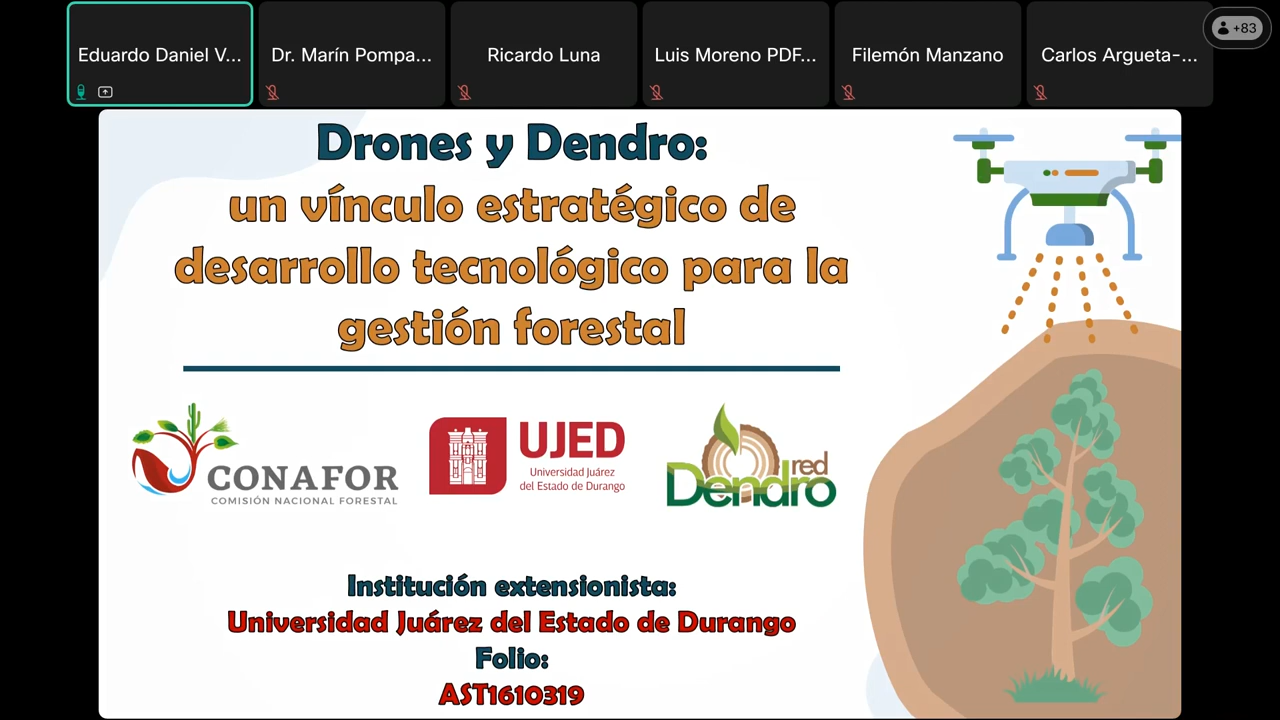 Eduardo Daniel V...
Dr. Marín Pompa...
Ricardo Luna
Luis Moreno PDF...
Filemón Manzano
Carlos Argueta-...
+83
Drones y Dendro:
un vínculo estratégico de
desarrollo tecnológico para la
gestión forestal
CONAFOR
COMISIÓN NACIONAL FORESTAL
UJED
Universidad Juárez
del Estado de Durango
red
Dendro
Institución extensionista:
Universidad Juárez del Estado de Durango
Folio:
AST1610319